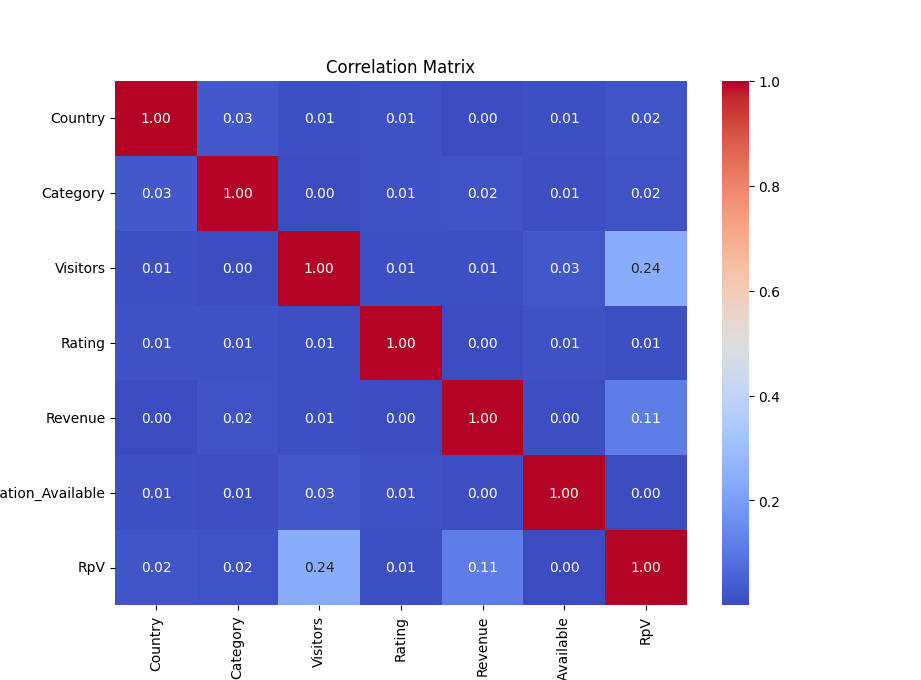 Correlation Matrix
Country 1.00 0.03 0.01 0.01 0.00 0.01 0.02
Category 0.03 1.00 0.00 0.01 0.02 0.01 0.02
Visitors 0.01 0.00 1.00 0.01 0.01 0.03 0.24
Rating 0.01 0.01 0.01 1.00 0.00 0.01 0.01
Revenue 0.00 0.02 0.01 0.00 1.00 0.00 0.11
ation_Available 0.01 0.01 0.03 0.01 0.00 1.00 0.00
RpV 0.02 0.02 0.24 0.01 0.11 0.00 1.00
Country Category Visitors Rating Revenue Available RpV
1.0
0.8
0.6
0.4
0.2